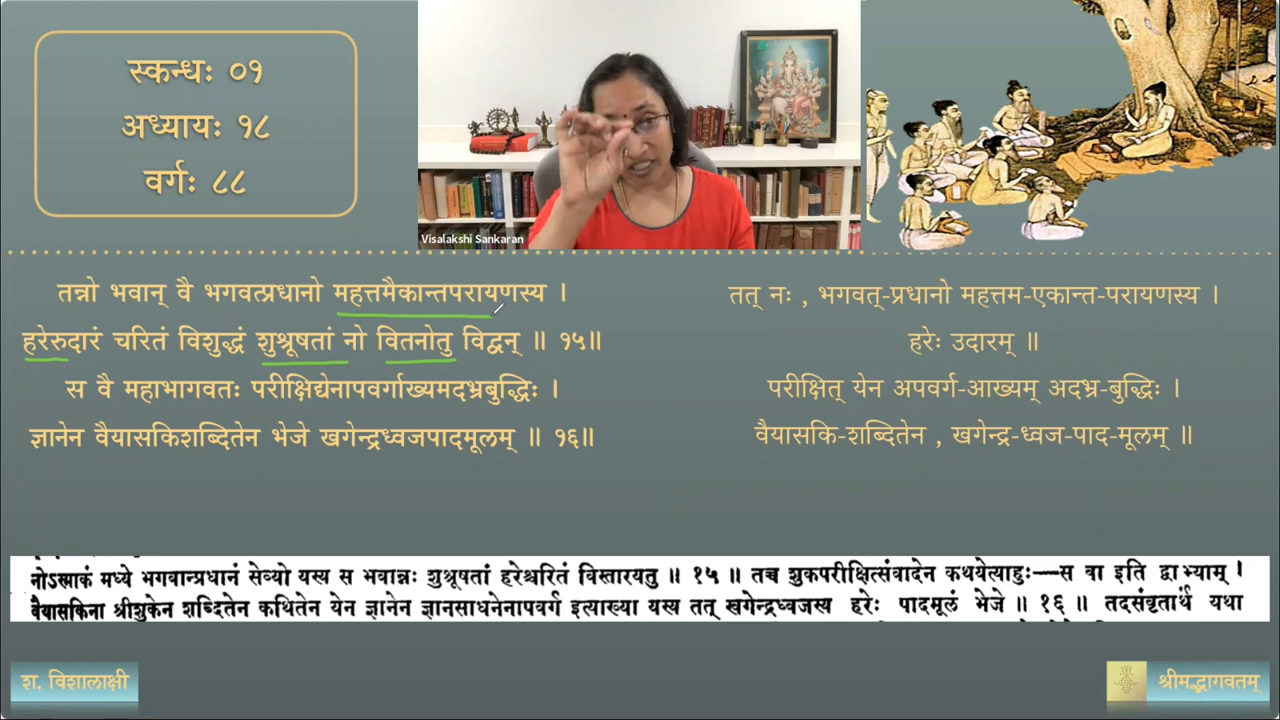 स्कन्धः ०१
अध्यायः १८
वर्गः ८८
Visalakshi Sankaran
तन्नो भवान् वै भगवत्प्रधानो महत्तमैकान्तपरायणस्य ।
हरेरुदारं चरितं विशुद्धं शुश्रूषतां नो वितनोतु विद्वन् ॥ १५॥
स वै महाभागवतः परीक्षिद्येनापवर्गाख्यमदभ्रबुद्धिः ।
ज्ञानेन वैयासकिशब्दितेन भेजे खगेन्द्रध्वजपादमूलम् ॥ १६॥
तत् नः , भगवत्-प्रधानो महत्तम-एकान्त-परायणस्य ।
हरेः उदारम् ॥
परीक्षित् येन अपवर्ग-आख्यम् अदभ्र-बुद्धिः ।
वैयासकि-शब्दितेन , खगेन्द्र-ध्वज-पाद-मूलम् ॥
नोऽस्माकं मध्ये भगवान्प्रधानं सेव्यो यस्य स भवान्नः शुश्रूषतां हरेश्चरितं विस्तारयतु ॥ १५ ॥ तच्च शुकपरीक्षित्संवादेन कथयेत्याहुः—स वा इति द्वाभ्याम् ।
वैयासकिना श्रीशुकेन शब्दितेन कथितेन येन ज्ञानेन ज्ञानसाधनेनापवर्ग इत्याख्या यस्य तत् खगेन्द्रध्वजस्य हरेः पादमूलं भेजे ॥ १६ ॥ तदसंवृतार्थं यथा
श. विशालाक्षी
श्रीमद्भागवतम्